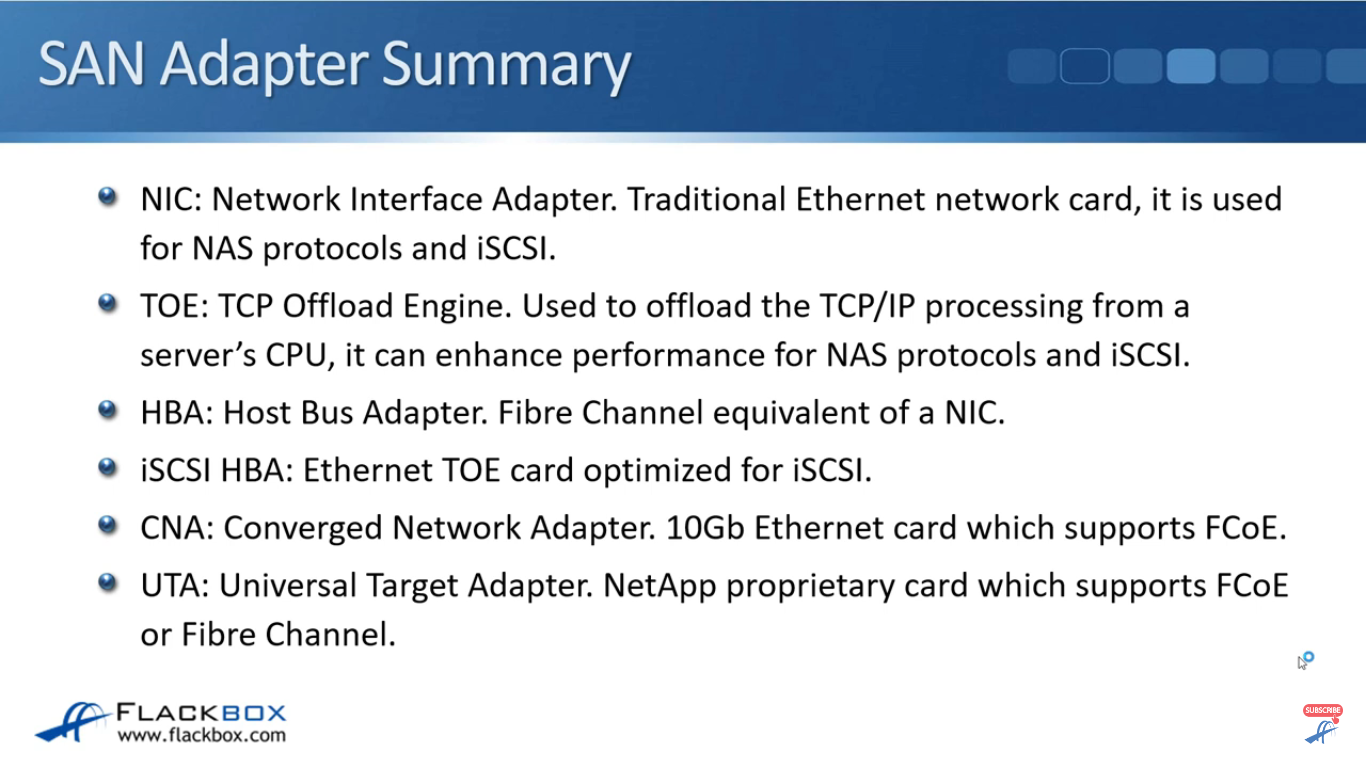 SAN Adapter Summary
NIC: Network Interface Adapter. Traditional Ethernet network card, it is used
for NAS protocols and iSCSI.
TOE: TCP Offload Engine. Used to offload the TCP/IP processing from a
server’s CPU, it can enhance performance for NAS protocols and iSCSI.
HBA: Host Bus Adapter. Fibre Channel equivalent of a NIC.
iSCSI HBA: Ethernet TOE card optimized for iSCSI.
CNA: Converged Network Adapter. 10Gb Ethernet card which supports FCoE.
UTA: Universal Target Adapter. NetApp proprietary card which supports FCoE
or Fibre Channel.
FLACKBOX
www.flackbox.com
SUBSCRIBE